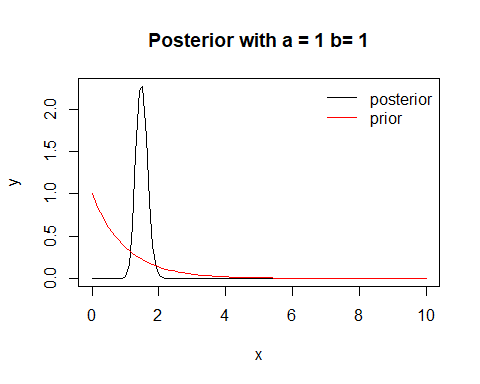 Posterior with a = 1 b= 1
posterior
prior
y
0.0 0.5 1.0 1.5 2.0
0 2 4 6 8 10
x